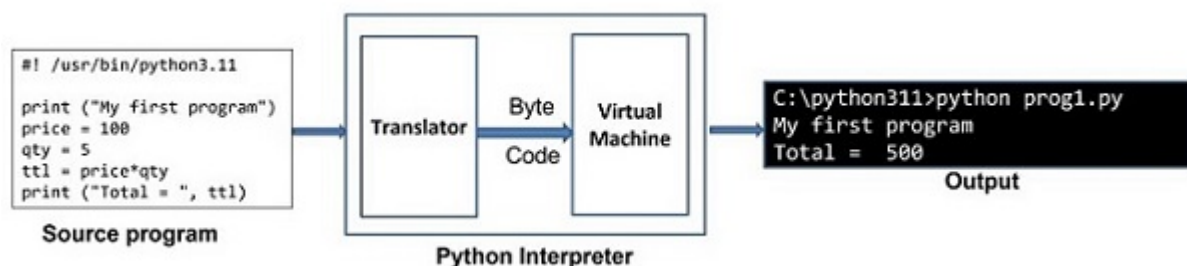 #! /usr/bin/python3.11
print ("My first program")
price = 100
qty = 5
ttl = price*qty
print ("Total = ", ttl)
Source program
Translator
Byte
Code
Virtual
Machine
Python Interpreter
C:\python311>python prog1.py
My first program
Total =  500
Output